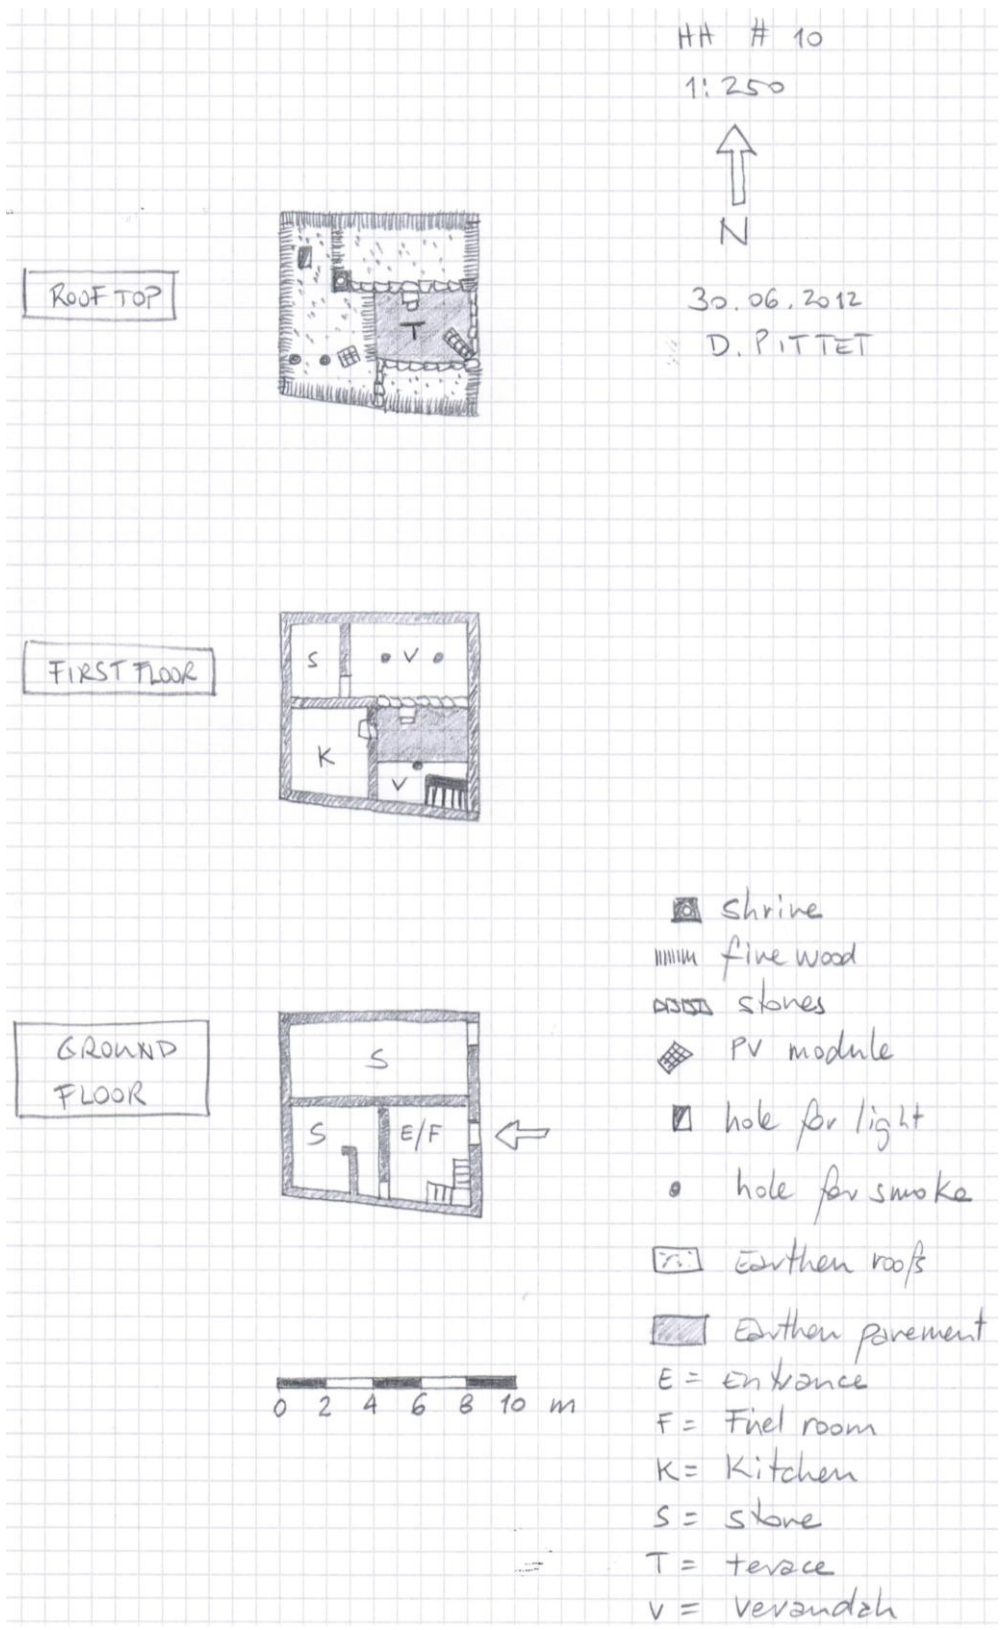 HH # 10
1:250
N
30.06.2012
D. PITTET
ROOF TOP
T
FIRST FLOOR
S V
K
V
GROUND
FLOOR
S
S E/F
0 2 4 6 8 10 m
shrine
fire wood
stones
PV module
hole for light
hole for smoke
Earthen roofs
Earthen pavement
E = Entrance
F = Fuel room
K = Kitchen
S = store
T = terace
V = Verandah